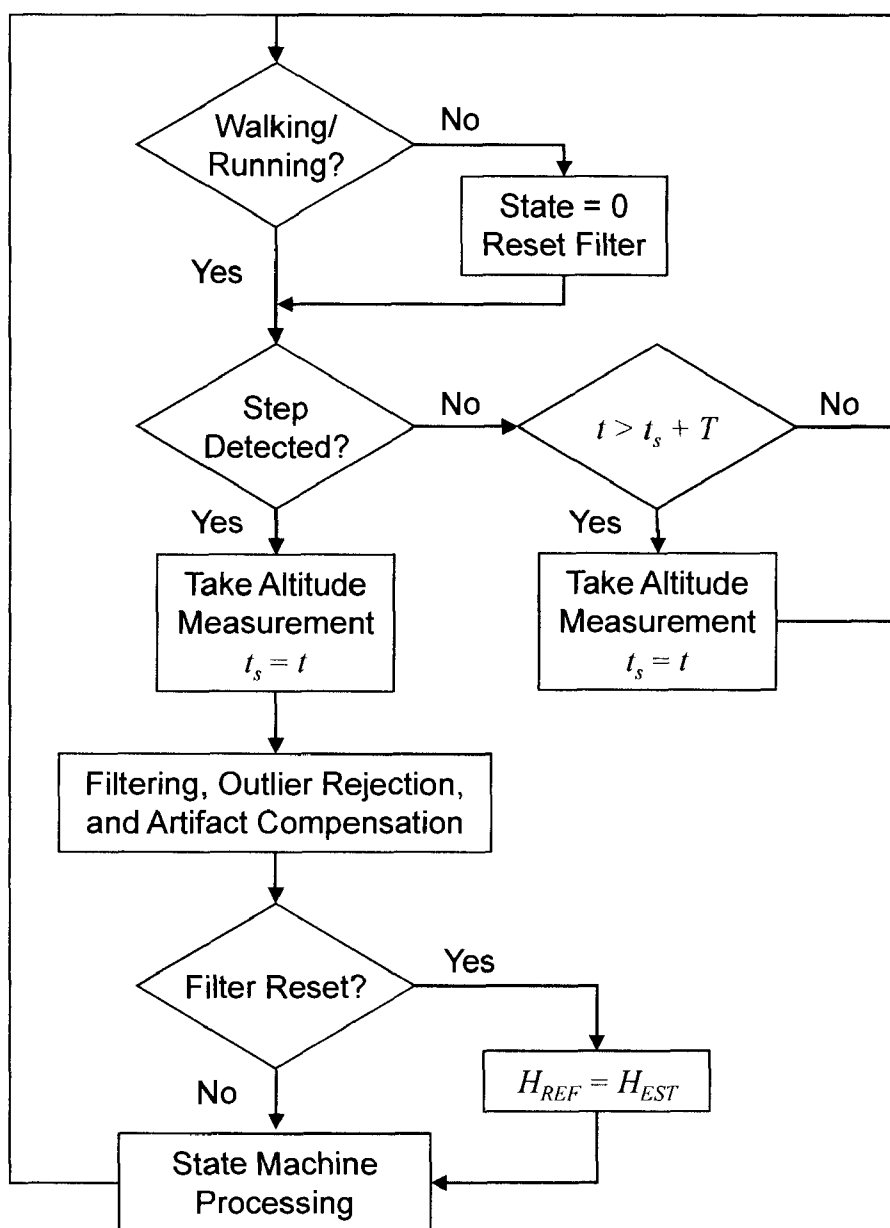 Walking/
Running?
No
State = 0
Reset Filter
Yes
Step
Detected?
No
t > t_s + T
No
Yes
Take Altitude
Measurement
t_s = t
Yes
Take Altitude
Measurement
t_s = t
Filtering, Outlier Rejection,
and Artifact Compensation
Filter Reset?
Yes
H_REF = H_EST
No
State Machine
Processing